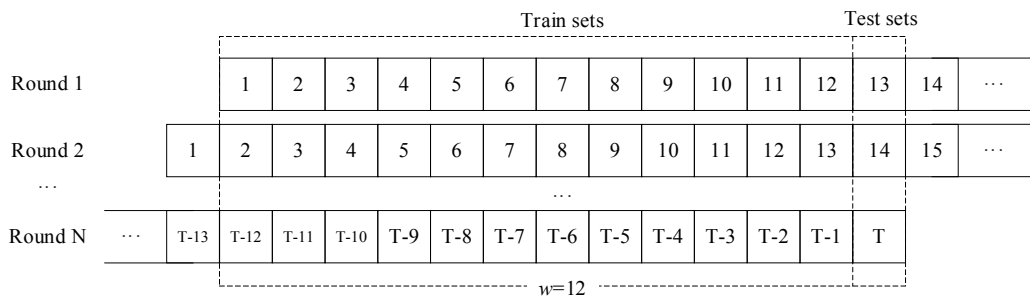 Train sets Test sets
Round 1 1 2 3 4 5 6 7 8 9 10 11 12 13 14 ...
Round 2 1 2 3 4 5 6 7 8 9 10 11 12 13 14 15 ...
... ...
Round N ... T-13 T-12 T-11 T-10 T-9 T-8 T-7 T-6 T-5 T-4 T-3 T-2 T-1 T
w=12